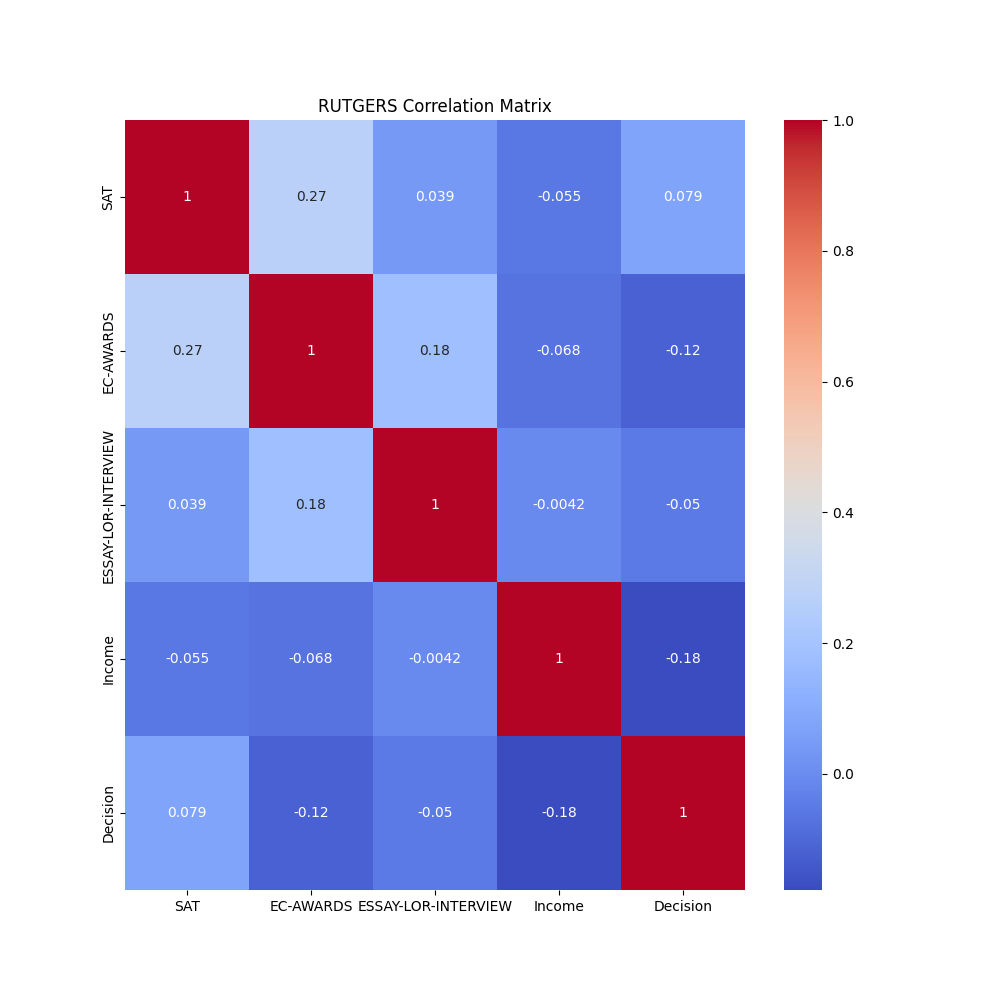 RUTGERS Correlation Matrix
SAT 1 0.27 0.039 -0.055 0.079
EC-AWARDS 0.27 1 0.18 -0.068 -0.12
ESSAY-LOR-INTERVIEW 0.039 0.18 1 -0.0042 -0.05
Income -0.055 -0.068 -0.0042 1 -0.18
Decision 0.079 -0.12 -0.05 -0.18 1
SAT EC-AWARDS ESSAY-LOR-INTERVIEW Income Decision
1.0
0.8
0.6
0.4
0.2
0.0